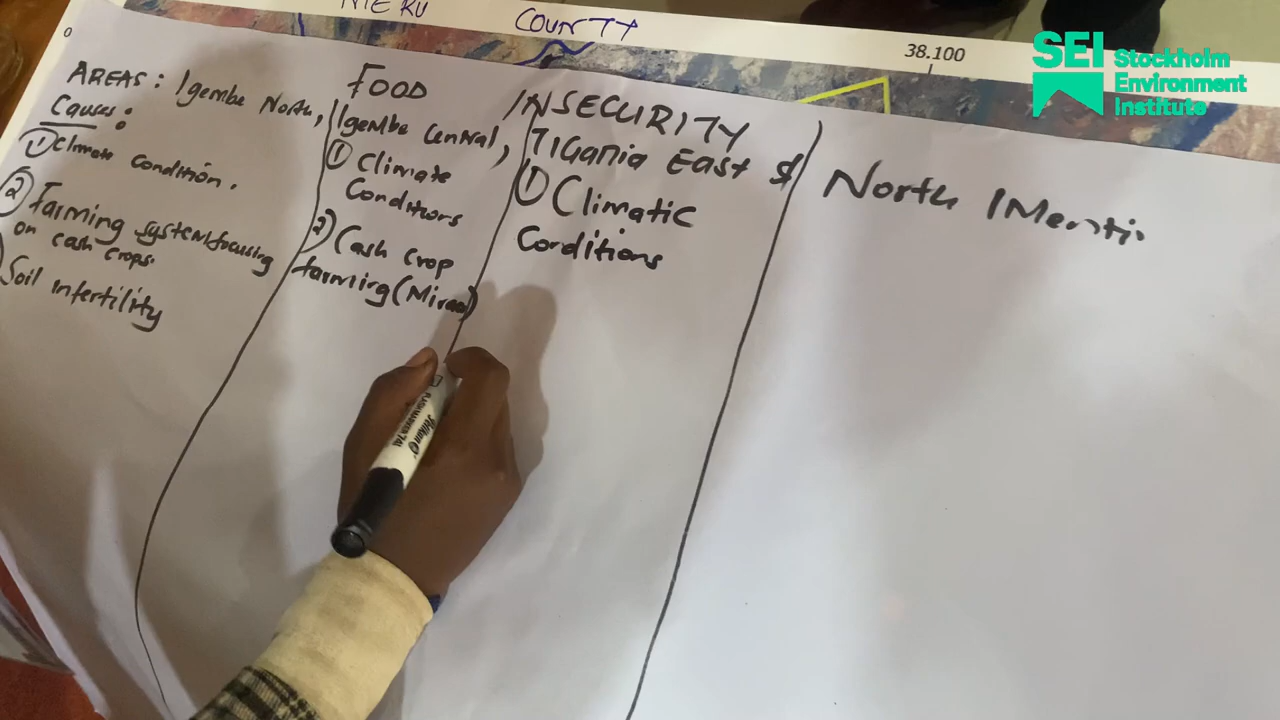 COUNTY
0
38.100
SEI Stockholm
Environment
Institute
FOOD INSECURITY
AREAS: Igembe North, Igembe Central, TIGania East & North IMenti
Causes:
① Climate Condition.
② Farming system focusing
on cash crops.
Soil infertility
① Climate
Conditions
② Cash crop
farming (Miraa)
① Climatic
Conditions